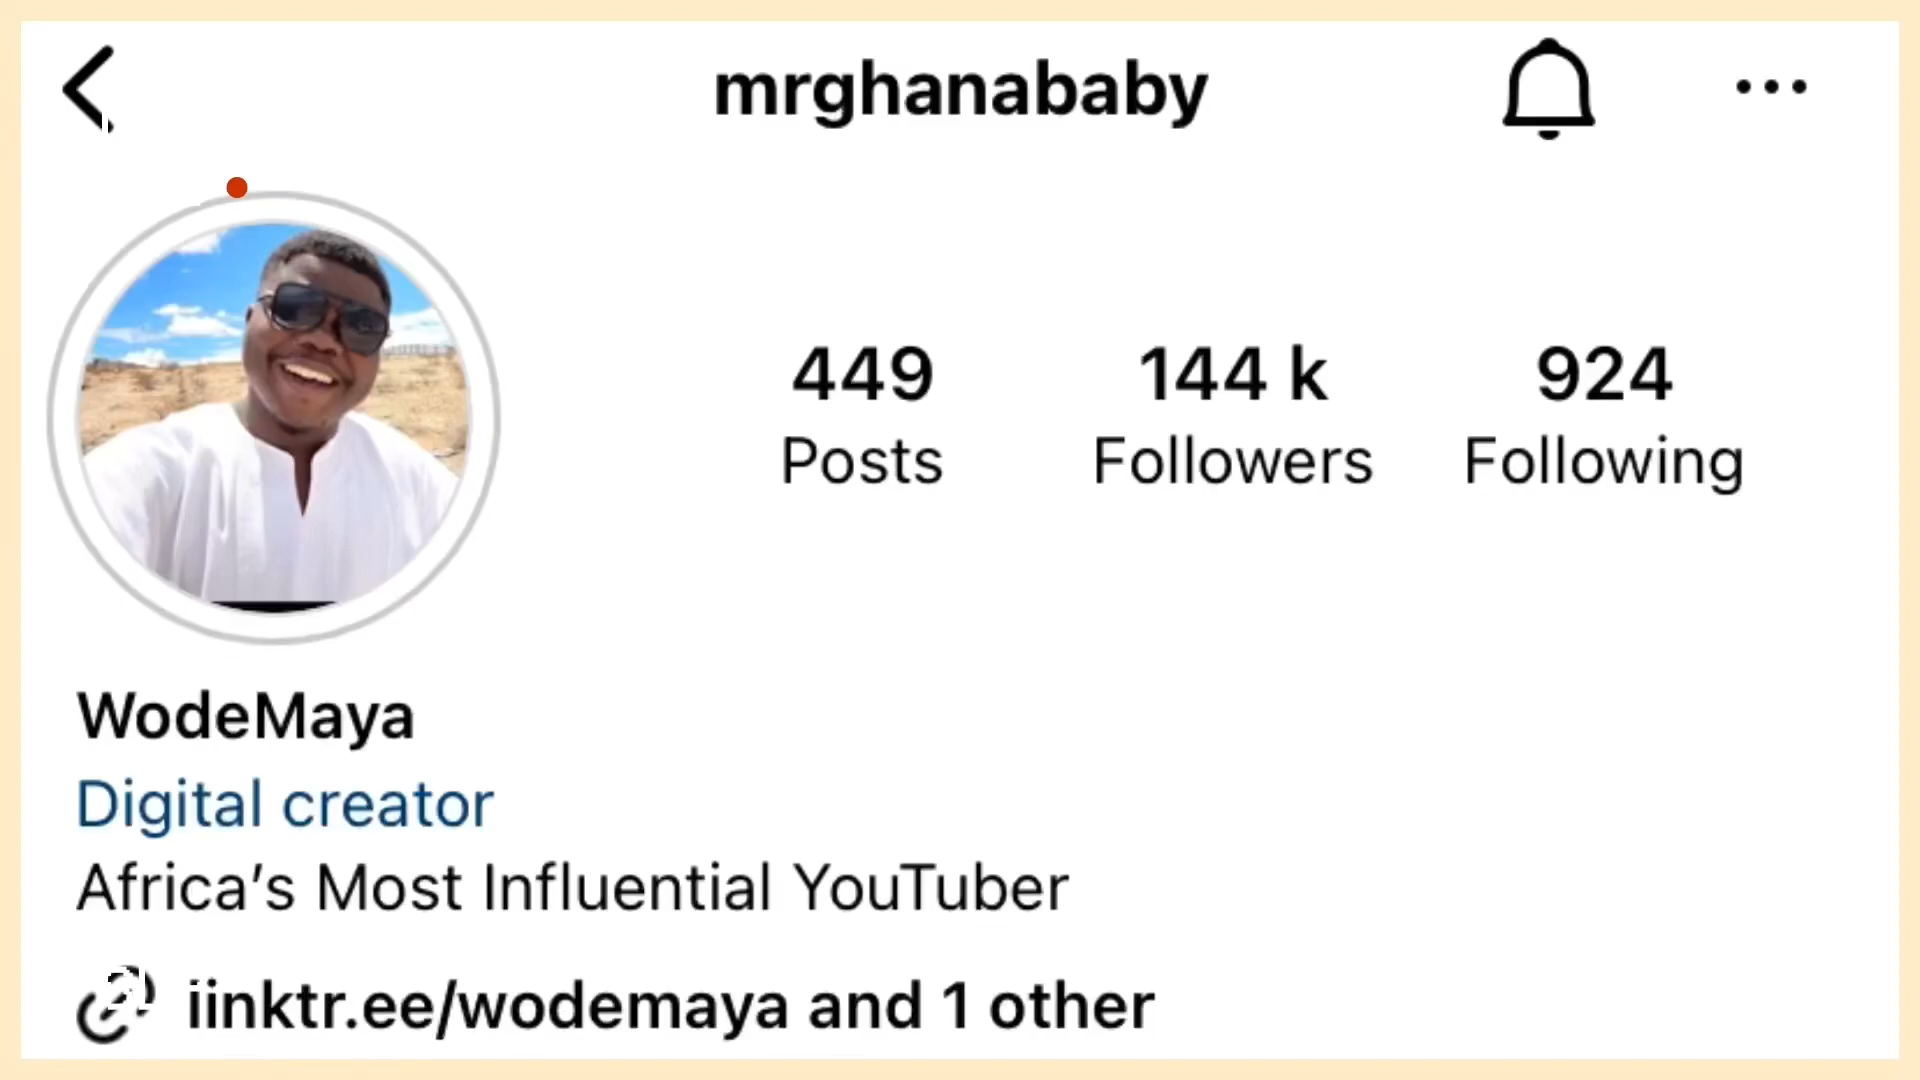 mrghanababy
449 144 k 924
Posts Followers Following
WodeMaya
Digital creator
Africa’s Most Influential YouTuber
iinktr.ee/wodemaya and 1 other